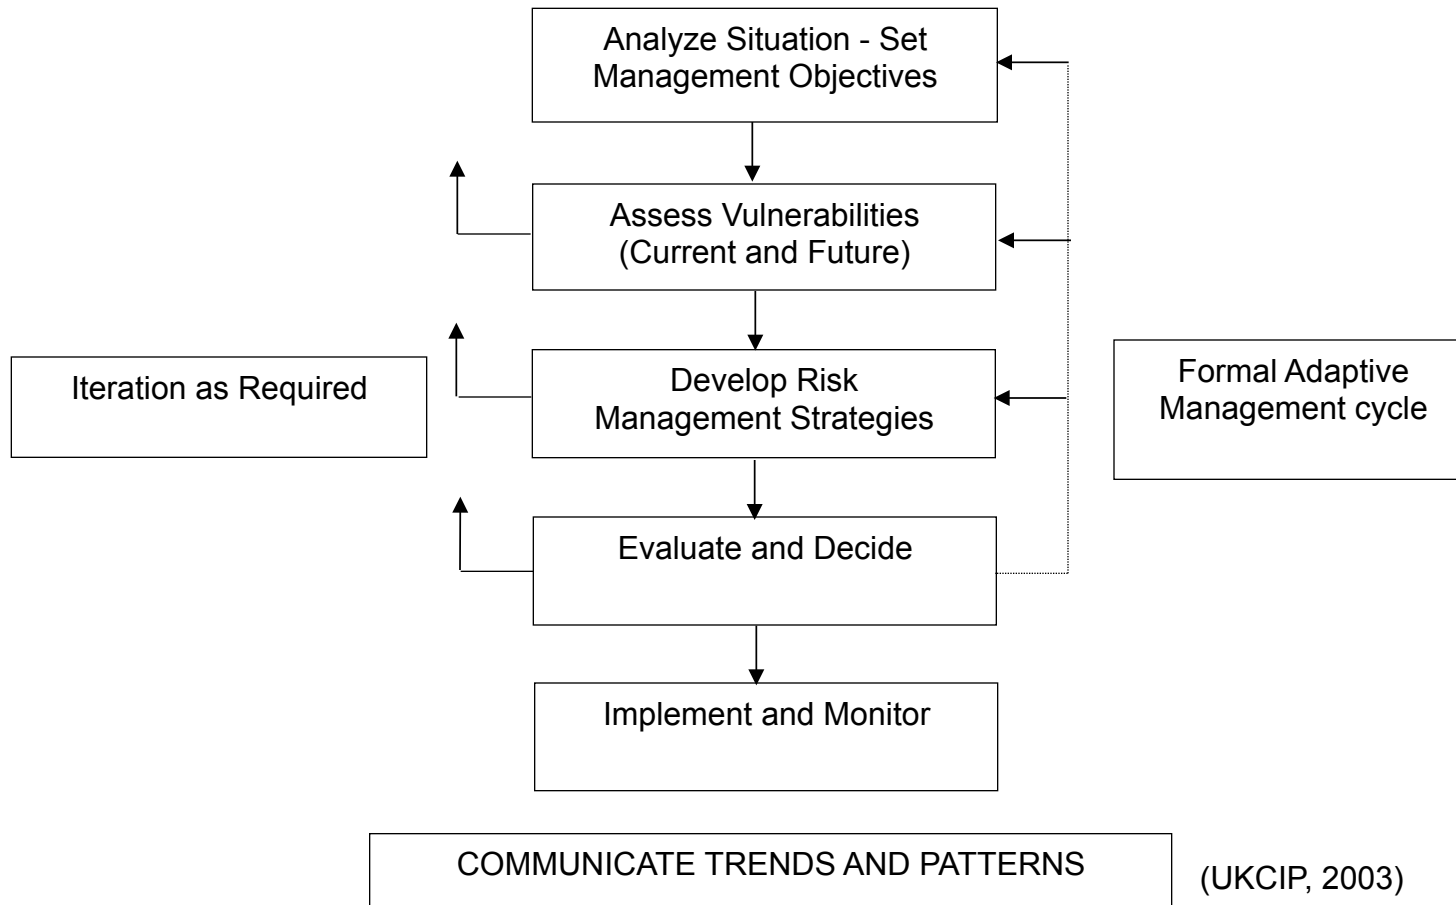 Analyze Situation - Set
Management Objectives
Assess Vulnerabilities
(Current and Future)
Iteration as Required
Develop Risk
Management Strategies
Formal Adaptive
Management cycle
Evaluate and Decide
Implement and Monitor
COMMUNICATE TRENDS AND PATTERNS
(UKCIP, 2003)